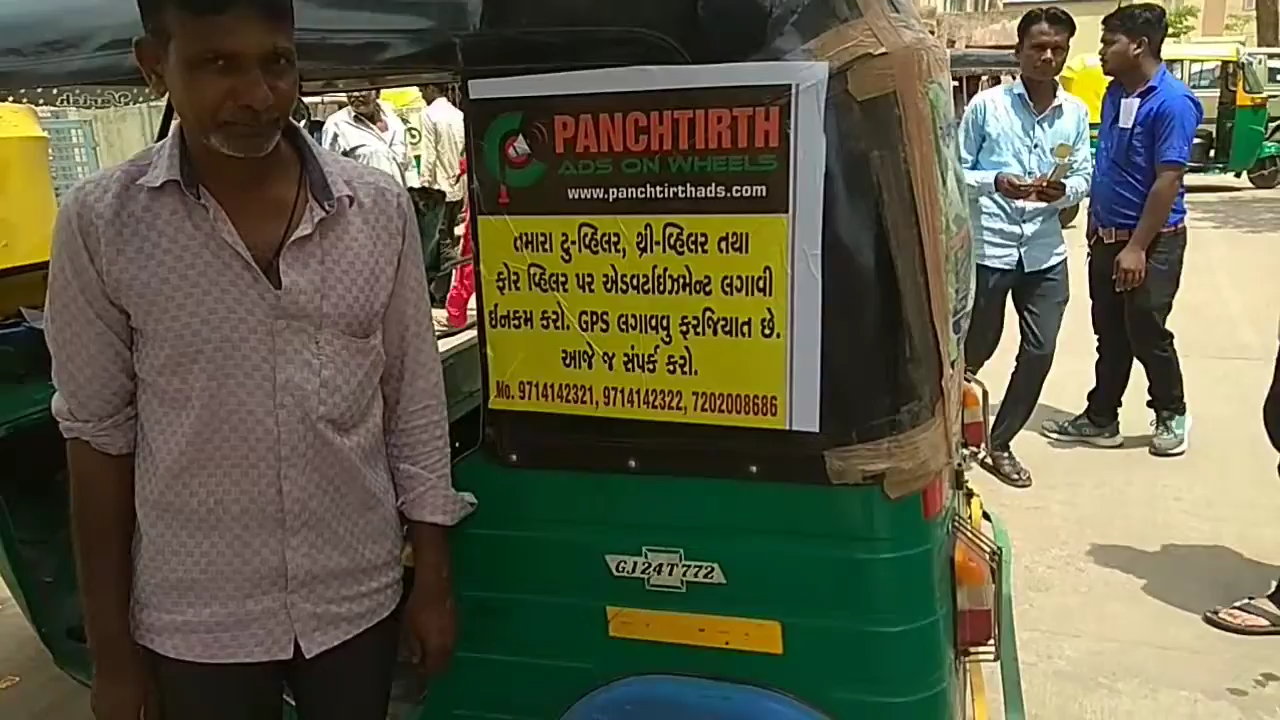 PANCHTIRTH
ADS ON WHEELS
www.panchtirthads.com
તમારા ટુ-વ્હિલર, થ્રી-વ્હિલર તથા
ફોર વ્હિલર પર એડવર્ટાઈઝમેન્ટ લગાવી
ઈનકમ કરો. GPS લગાવવુ ફરજિયાત છે.
આજે જ સંપર્ક કરો.
No. 9714142321, 9714142322, 7202008686
GJ24T772